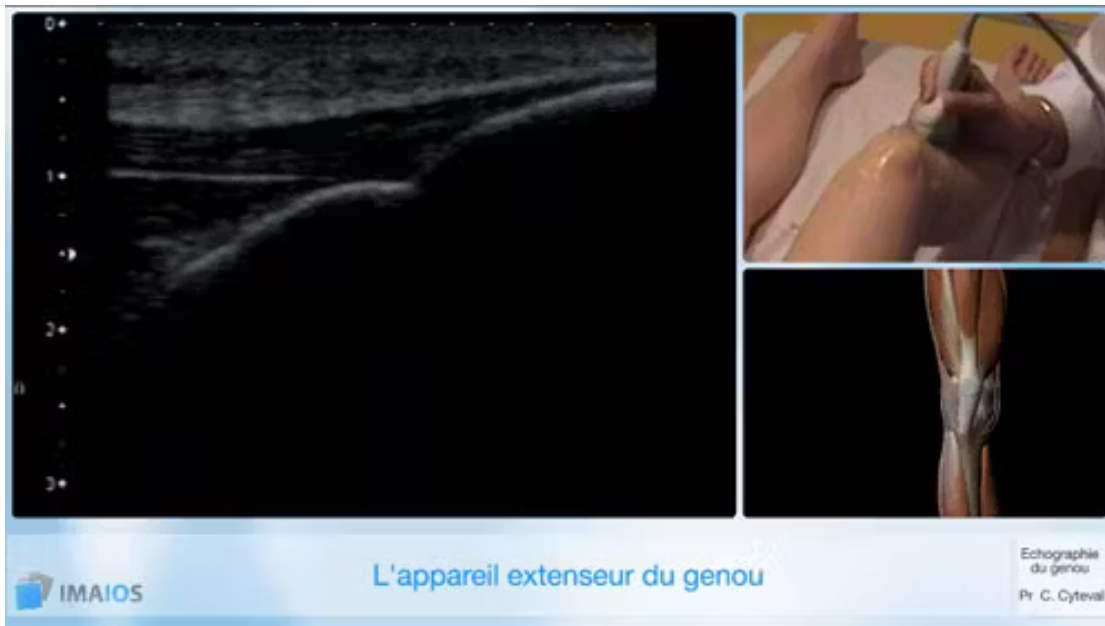 0
1
2
3
L'appareil extenseur du genou
IMAIOS
Echographie
du genou
Pr C. Cyteval